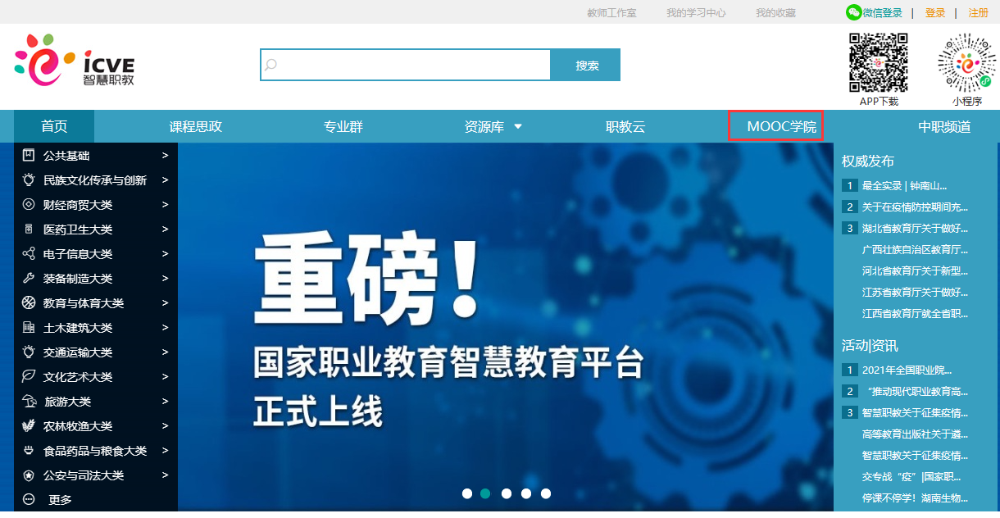 教师工作室 我的学习中心 我的收藏 微信登录 | 登录 | 注册
iCVE
智慧职教
搜索
APP下载
小程序
首页 课程思政 专业群 资源库 职教云 MOOC学院 中职频道
公共基础 >
民族文化传承与创新 >
财经商贸大类 >
医药卫生大类 >
电子信息大类 >
装备制造大类 >
教育与体育大类 >
土木建筑大类 >
交通运输大类 >
文化艺术大类 >
旅游大类 >
农林牧渔大类 >
食品药品与粮食大类 >
公安与司法大类 >
更多
重磅！
国家职业教育智慧教育平台
正式上线
权威发布
1 最全实录 | 钟南山...
2 关于在疫情防控期间充...
3 湖北省教育厅关于做好...
广西壮族自治区教育厅...
河北省教育厅关于新型...
江苏省教育厅关于做好...
江西省教育厅就全省职...
活动|资讯
1 2021年全国职业院...
2 “推动现代职业教育高...
3 智慧职教关于征集疫情...
高等教育出版社关于遴...
智慧职教关于征集疫情...
交专战“疫”|国家职...
停课不停学！湖南生物...